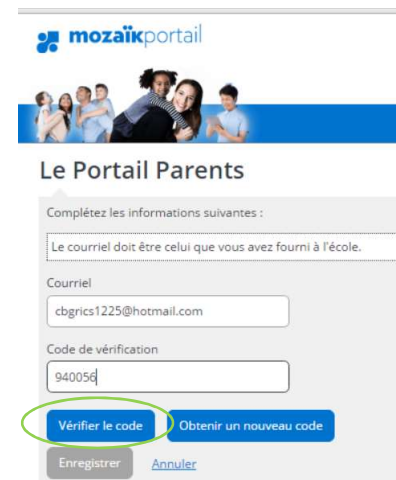 mozaïkportail
Le Portail Parents
Complétez les informations suivantes :
Le courriel doit être celui que vous avez fourni à l'école.
Courriel
cbgrics1225@hotmail.com
Code de vérification
940056
Vérifier le code Obtenir un nouveau code
Enregistrer Annuler